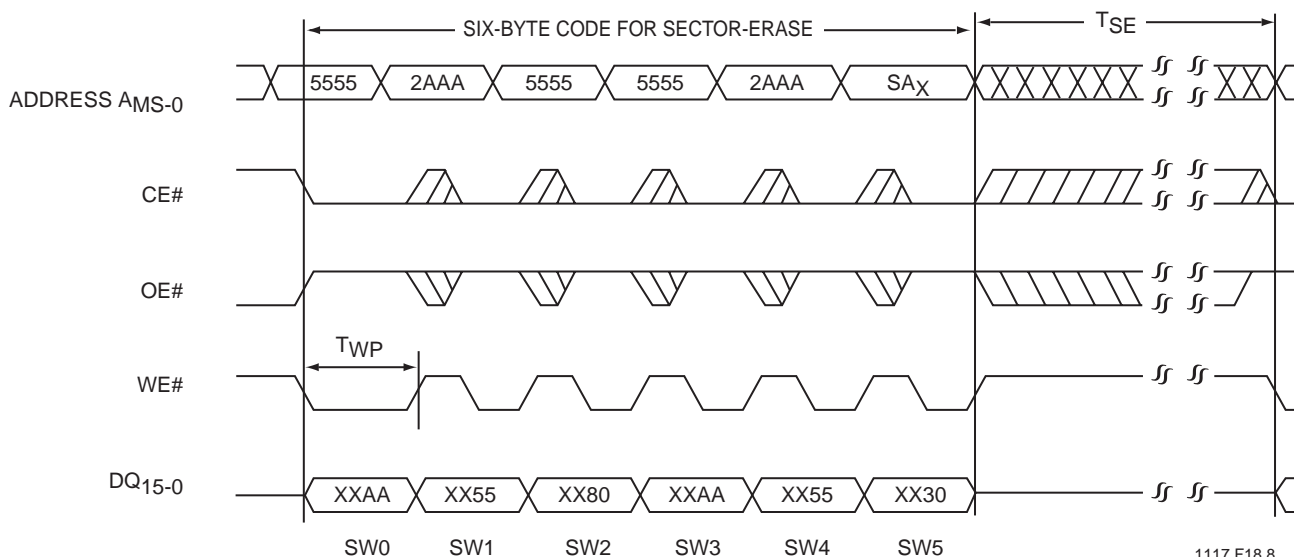 SIX-BYTE CODE FOR SECTOR-ERASE
TSE
ADDRESS AMS-0
5555 2AAA 5555 5555 2AAA SAX
CE#
OE#
TWP
WE#
DQ15-0
XXAA XX55 XX80 XXAA XX55 XX30
SW0 SW1 SW2 SW3 SW4 SW5
1117 F18.8